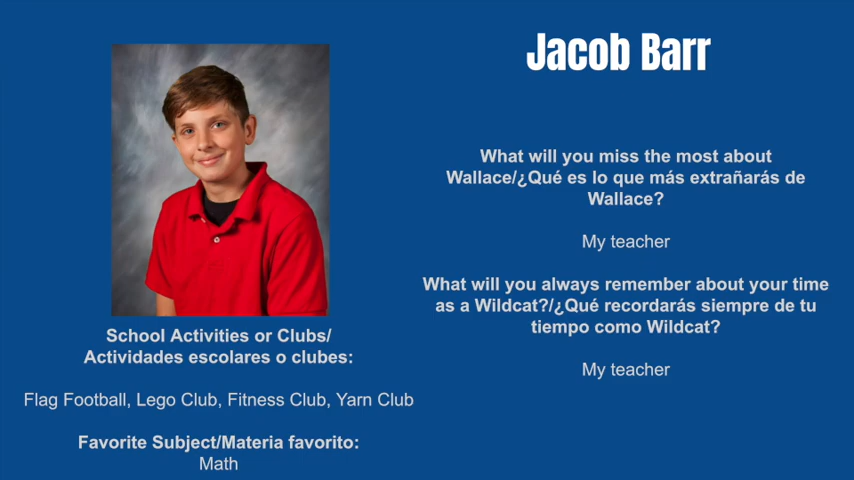 Jacob Barr
What will you miss the most about
Wallace/¿Qué es lo que más extrañarás de
Wallace?
My teacher
What will you always remember about your time
as a Wildcat?/¿Qué recordarás siempre de tu
tiempo como Wildcat?
My teacher
School Activities or Clubs/
Actividades escolares o clubes:
Flag Football, Lego Club, Fitness Club, Yarn Club
Favorite Subject/Materia favorito:
Math